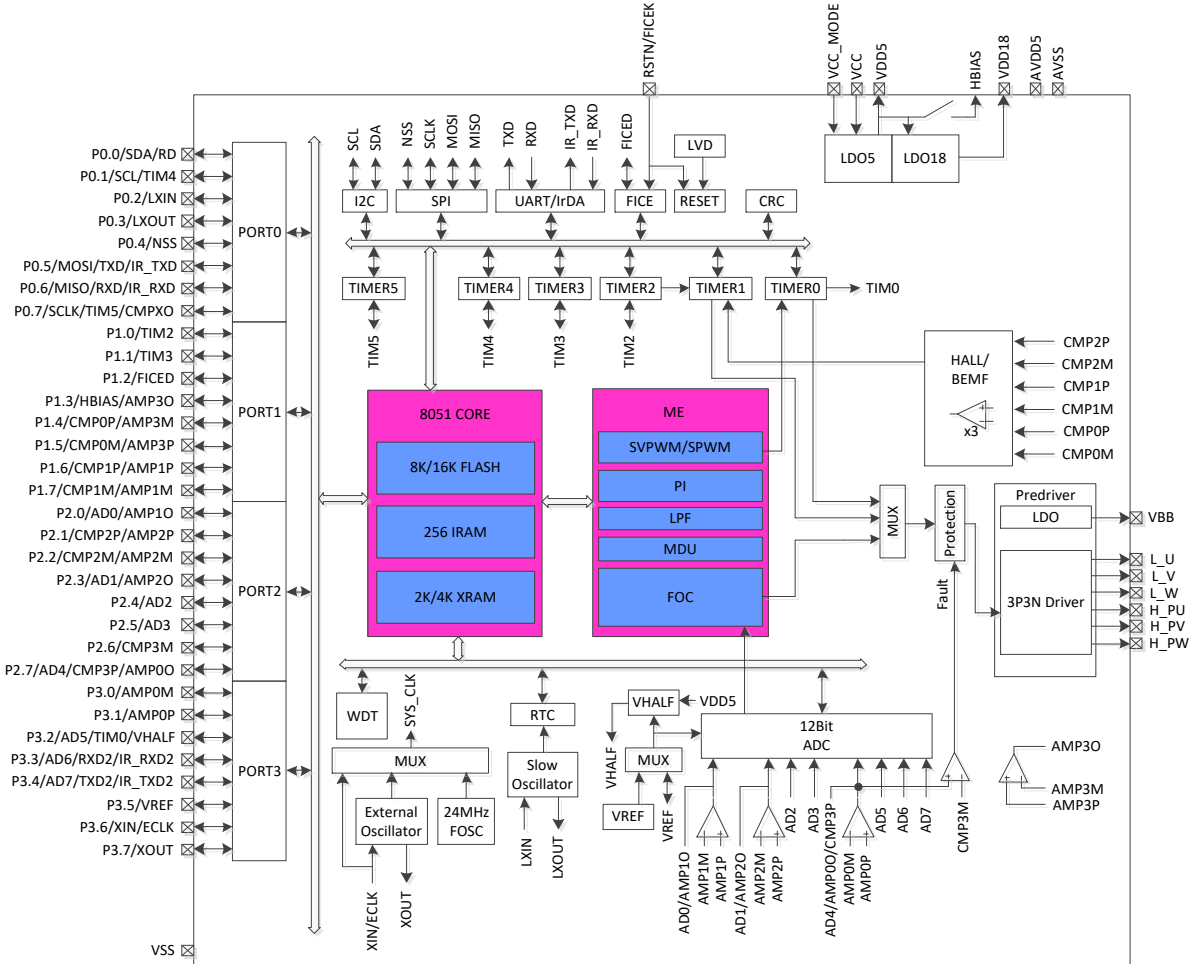 RSTN/FICEK
VCC_MODE
VCC
VDD5
HBIAS
VDD18
AVDD5
AVSS
P0.0/SDA/RD
P0.1/SCL/TIM4
P0.2/LXIN
P0.3/LXOUT
P0.4/NSS
P0.5/MOSI/TXD/IR_TXD
P0.6/MISO/RXD/IR_RXD
P0.7/SCLK/TIM5/CMPXO
P1.0/TIM2
P1.1/TIM3
P1.2/FICED
P1.3/HBIAS/AMP3O
P1.4/CMP0P/AMP3M
P1.5/CMP0M/AMP3P
P1.6/CMP1P/AMP1P
P1.7/CMP1M/AMP1M
P2.0/AD0/AMP1O
P2.1/CMP2P/AMP2P
P2.2/CMP2M/AMP2M
P2.3/AD1/AMP2O
P2.4/AD2
P2.5/AD3
P2.6/CMP3M
P2.7/AD4/CMP3P/AMP0O
P3.0/AMP0M
P3.1/AMP0P
P3.2/AD5/TIM0/VHALF
P3.3/AD6/RXD2/IR_RXD2
P3.4/AD7/TXD2/IR_TXD2
P3.5/VREF
P3.6/XIN/ECLK
P3.7/XOUT
VSS
PORT0
PORT1
PORT2
PORT3
SCL
SDA
NSS
SCLK
MOSI
MISO
TXD
RXD
IR_TXD
IR_RXD
FICED
LVD
I2C
SPI
UART/IrDA
FICE
RESET
CRC
LDO5
LDO18
TIMER5
TIMER4
TIMER3
TIMER2
TIMER1
TIMER0
TIM0
TIM5
TIM4
TIM3
TIM2
HALL/
BEMF
x3
CMP2P
CMP2M
CMP1P
CMP1M
CMP0P
CMP0M
8051 CORE
8K/16K FLASH
256 IRAM
2K/4K XRAM
ME
SVPWM/SPWM
PI
LPF
MDU
FOC
MUX
Protection
Fault
Predriver
LDO
3P3N Driver
VBB
L_U
L_V
L_W
H_PU
H_PV
H_PW
WDT
SYS_CLK
MUX
External
Oscillator
24MHz
FOSC
XIN/ECLK
XOUT
RTC
Slow
Oscillator
LXIN
LXOUT
VHALF
VDD5
VHALF
MUX
VREF
VREF
12Bit
ADC
AD0/AMP1O
AMP1M
AMP1P
AD1/AMP2O
AMP2M
AMP2P
AD2
AD3
AD4/AMP0O/CMP3P
AMP0M
AMP0P
AD5
AD6
AD7
CMP3M
AMP3O
AMP3M
AMP3P